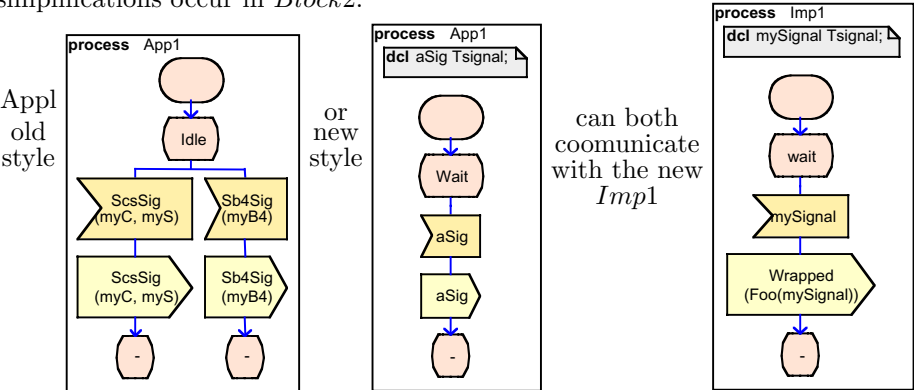 simplifications occur in Block2.
Appl
old
style
process App1
Idle
ScsSig
(myC, myS)
Sb4Sig
(myB4)
ScsSig
(myC, myS)
Sb4Sig
(myB4)
-
-
or
new
style
process App1
dcl aSig Tsignal;
Wait
aSig
aSig
-
can both
coomunicate
with the new
Imp1
process Imp1
dcl mySignal Tsignal;
wait
mySignal
Wrapped
(Foo(mySignal))
-